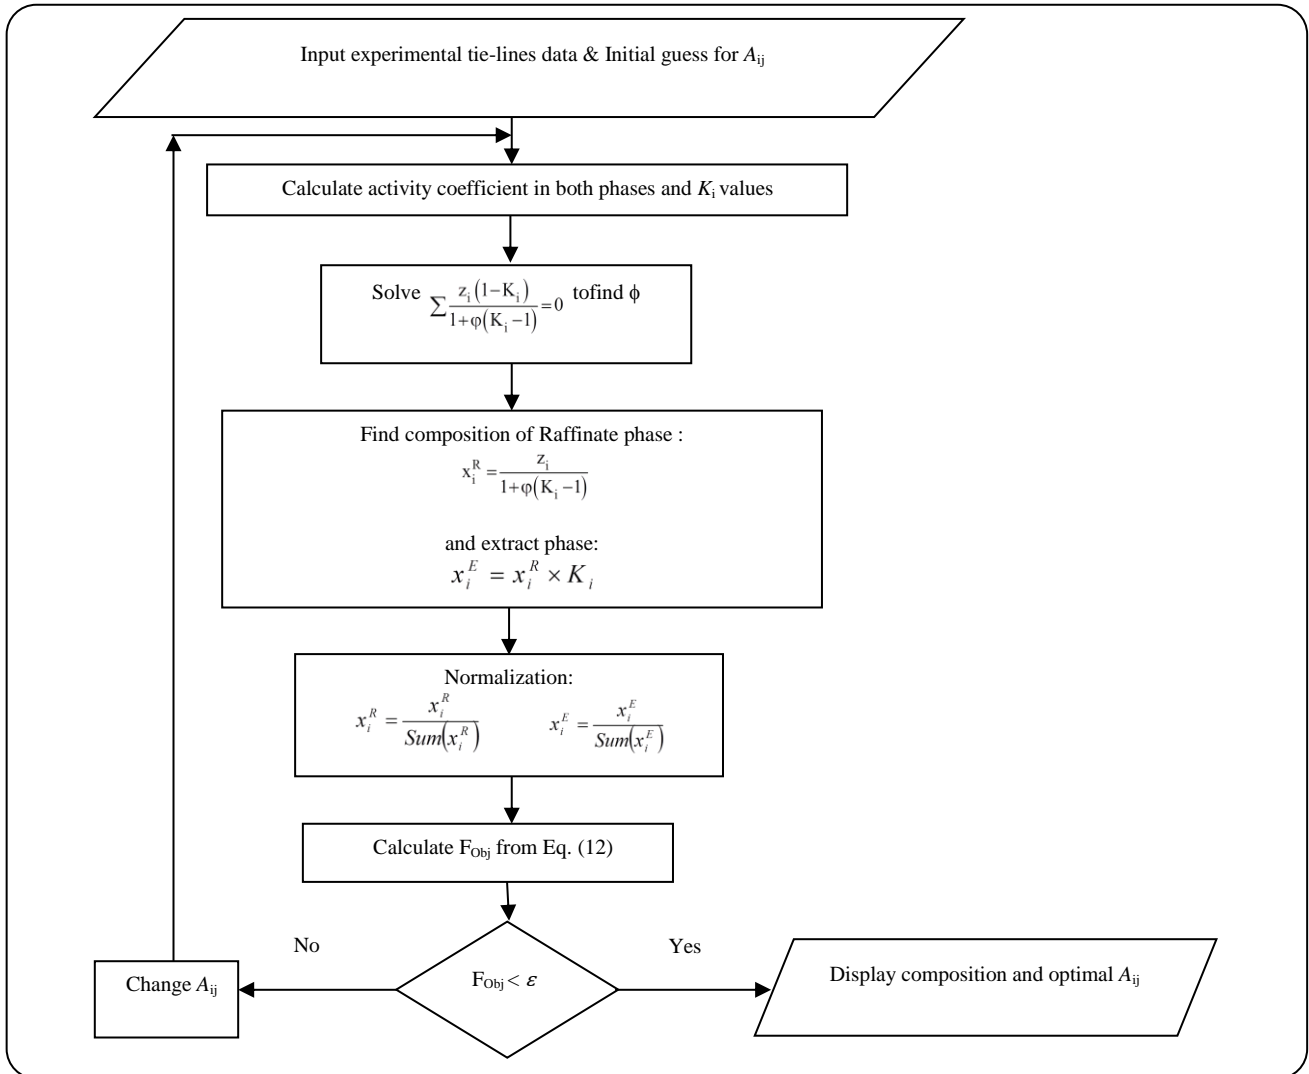 Input experimental tie-lines data & Initial guess for A_ij
Calculate activity coefficient in both phases and K_i values
Solve ∑ z_i(1−K_i) / 1+φ(K_i−1) =0 tofind ϕ
Find composition of Raffinate phase :
x_i^R = z_i / 1+φ(K_i−1)
and extract phase:
x_i^E = x_i^R × K_i
Normalization:
x_i^R = x_i^R / Sum(x_i^R) x_i^E = x_i^E / Sum(x_i^E)
Calculate F_Obj from Eq. (12)
No
Yes
Change A_ij
F_Obj < ε
Display composition and optimal A_ij